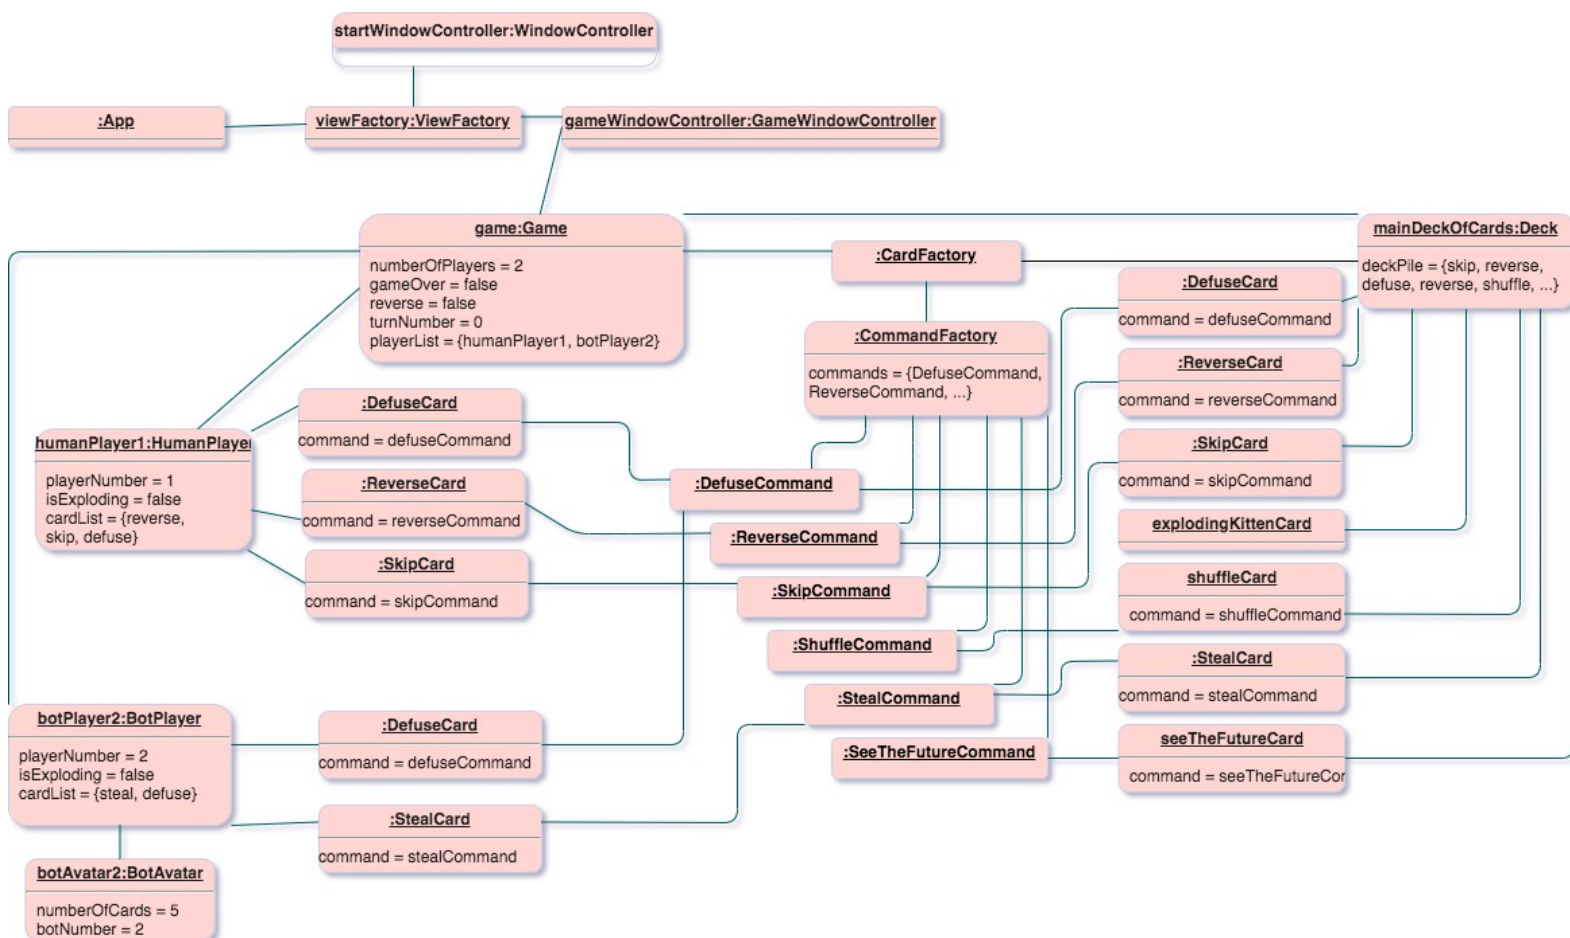 startWindowController:WindowController
:App
viewFactory:ViewFactory
gameWindowController:GameWindowController
game:Game
numberOfPlayers = 2
gameOver = false
reverse = false
turnNumber = 0
playerList = {humanPlayer1, botPlayer2}
:CardFactory
mainDeckOfCards:Deck
deckPile = {skip, reverse,
defuse, reverse, shuffle, ...}
:CommandFactory
commands = {DefuseCommand,
ReverseCommand, ...}
:DefuseCard
command = defuseCommand
:ReverseCard
command = reverseCommand
:SkipCard
command = skipCommand
explodingKittenCard
shuffleCard
command = shuffleCommand
:StealCard
command = stealCommand
seeTheFutureCard
command = seeTheFutureCor
humanPlayer1:HumanPlayer
playerNumber = 1
isExploding = false
cardList = {reverse,
skip, defuse}
:DefuseCard
command = defuseCommand
:ReverseCard
command = reverseCommand
:SkipCard
command = skipCommand
:DefuseCommand
:ReverseCommand
:SkipCommand
:ShuffleCommand
:StealCommand
:SeeTheFutureCommand
botPlayer2:BotPlayer
playerNumber = 2
isExploding = false
cardList = {steal, defuse}
:DefuseCard
command = defuseCommand
:StealCard
command = stealCommand
botAvatar2:BotAvatar
numberOfCards = 5
botNumber = 2